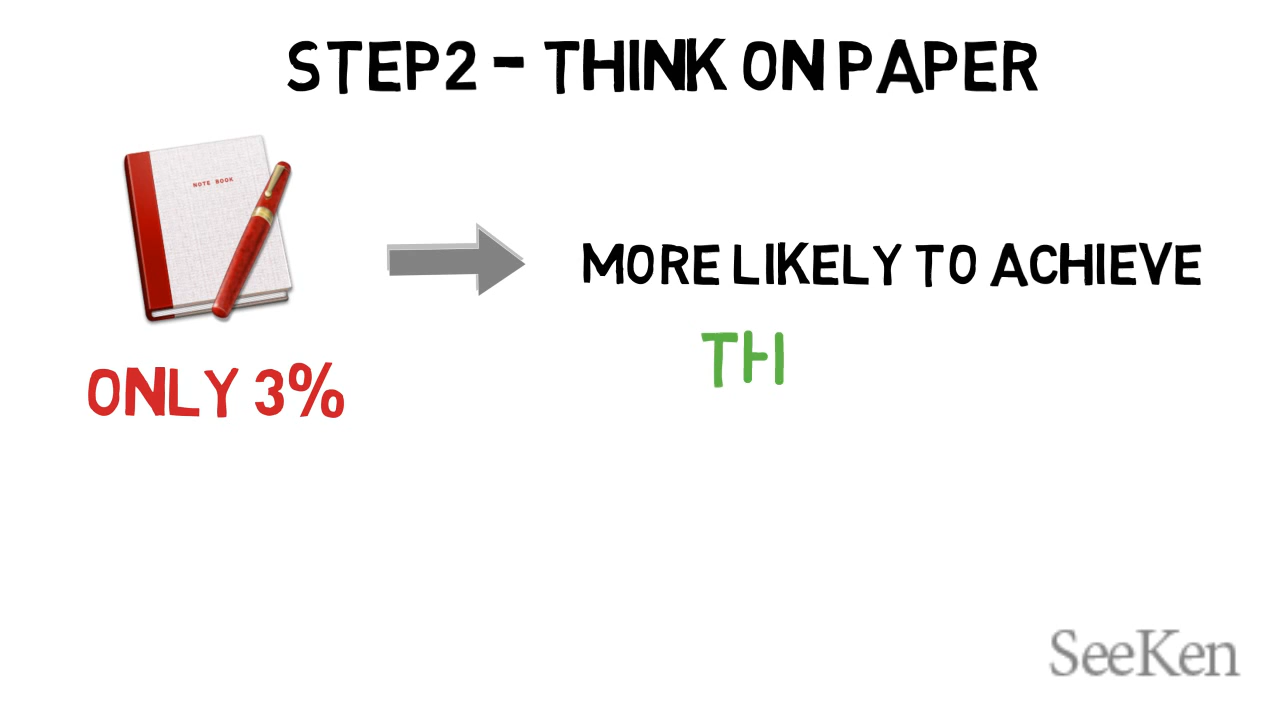 STEP2 - THINK ON PAPER
NOTE BOOK
MORE LIKELY TO ACHIEVE
TH
ONLY 3%
SeeKen